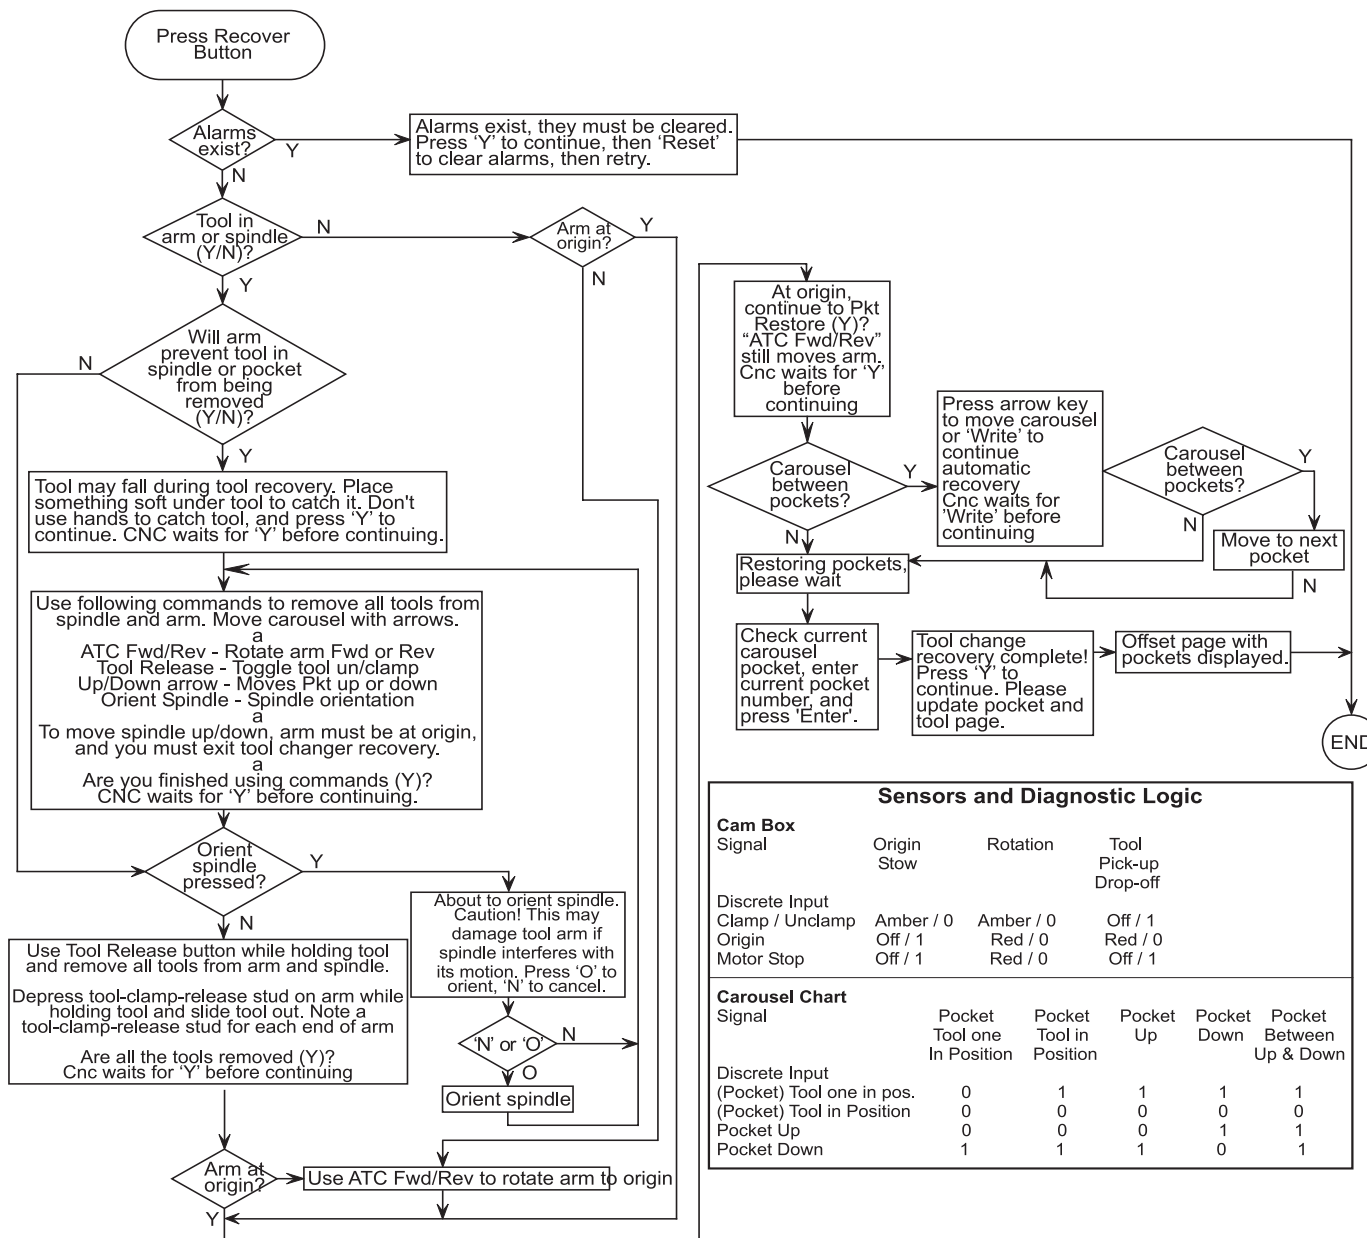 Press Recover
Button
Alarms
exist?
Y
Alarms exist, they must be cleared.
Press ‘Y’ to continue, then ‘Reset’
to clear alarms, then retry.
N
Tool in
arm or spindle
(Y/N)?
N
Arm at
origin?
Y
N
Y
Will arm
prevent tool in
spindle or pocket
from being
removed
(Y/N)?
N
Y
Tool may fall during tool recovery. Place
something soft under tool to catch it. Don't
use hands to catch tool, and press ‘Y’ to
continue. CNC waits for ‘Y’ before continuing.
Use following commands to remove all tools from
spindle and arm. Move carousel with arrows.
a
ATC Fwd/Rev - Rotate arm Fwd or Rev
Tool Release - Toggle tool un/clamp
Up/Down arrow - Moves Pkt up or down
Orient Spindle - Spindle orientation
a
To move spindle up/down, arm must be at origin,
and you must exit tool changer recovery.
a
Are you finished using commands (Y)?
CNC waits for ‘Y’ before continuing.
Orient
spindle
pressed?
Y
N
About to orient spindle.
Caution! This may
damage tool arm if
spindle interferes with
its motion. Press ‘O’ to
orient, ‘N’ to cancel.
‘N’ or ‘O’
N
O
Orient spindle
Use Tool Release button while holding tool
and remove all tools from arm and spindle.
Depress tool-clamp-release stud on arm while
holding tool and slide tool out. Note a
tool-clamp-release stud for each end of arm
Are all the tools removed (Y)?
Cnc waits for ‘Y’ before continuing
Arm at
origin?
Use ATC Fwd/Rev to rotate arm to origin
Y
At origin,
continue to Pkt
Restore (Y)?
“ATC Fwd/Rev”
still moves arm.
Cnc waits for ‘Y’
before
continuing
Carousel
between
pockets?
Y
N
Press arrow key
to move carousel
or ‘Write’ to
continue
automatic
recovery
Cnc waits for
'Write’ before
continuing
Carousel
between
pockets?
Y
N
Move to next
pocket
N
Restoring pockets,
please wait
Check current
carousel
pocket, enter
current pocket
number, and
press 'Enter'.
Tool change
recovery complete!
Press ‘Y’ to
continue. Please
update pocket and
tool page.
Offset page with
pockets displayed.
END
Sensors and Diagnostic Logic
Cam Box
Signal Origin Rotation Tool
Stow Pick-up
Drop-off
Discrete Input
Clamp / Unclamp Amber / 0 Amber / 0 Off / 1
Origin Off / 1 Red / 0 Red / 0
Motor Stop Off / 1 Red / 0 Off / 1
Carousel Chart
Signal Pocket Pocket Pocket Pocket Pocket
Tool one Tool in Up Down Between
In Position Position Up & Down
Discrete Input
(Pocket) Tool one in pos. 0 1 1 1 1
(Pocket) Tool in Position 0 0 0 0 0
Pocket Up 0 0 0 1 1
Pocket Down 1 1 1 0 1